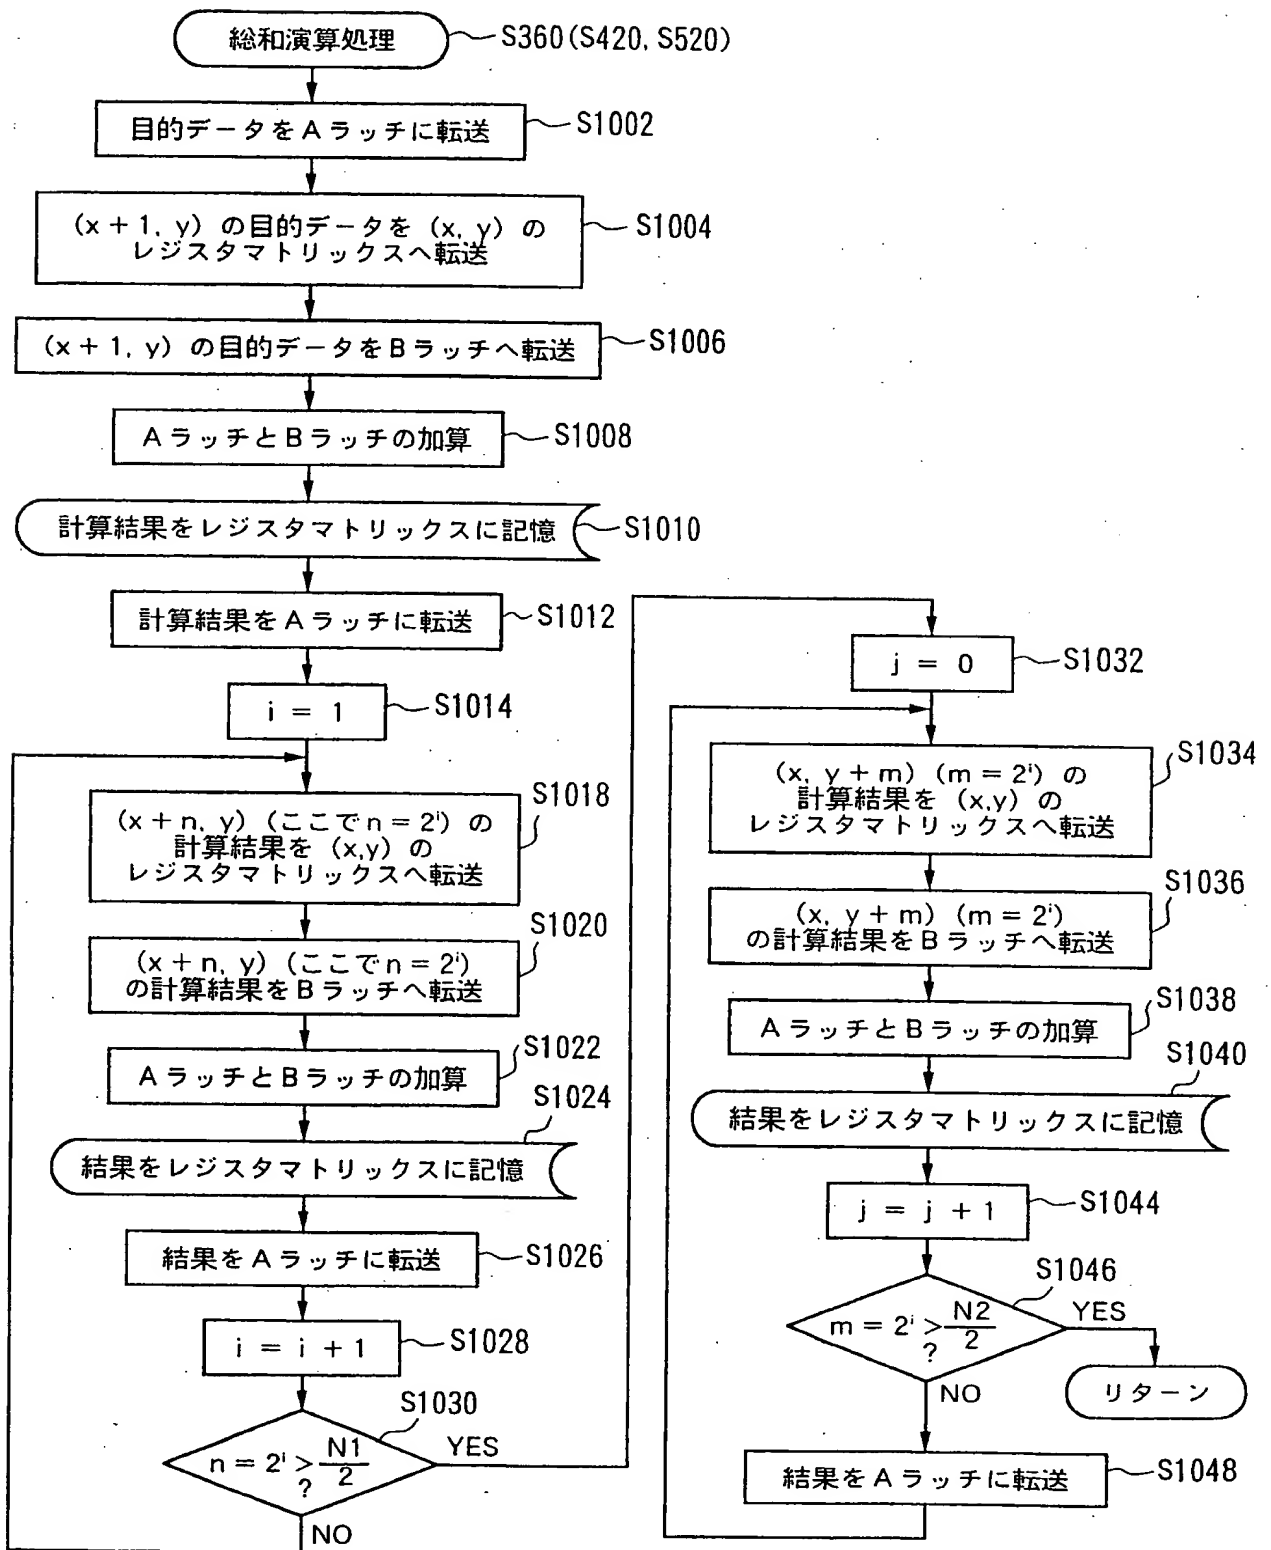 総和演算処理
S360(S420, S520)
目的データをAラッチに転送
S1002
(x + 1, y) の目的データを (x, y) の
レジスタマトリックスへ転送
S1004
(x + 1, y) の目的データをBラッチへ転送
S1006
AラッチとBラッチの加算
S1008
計算結果をレジスタマトリックスに記憶
S1010
計算結果をAラッチに転送
S1012
i = 1
S1014
(x + n, y) (ここでn = 2ⁱ) の
計算結果を (x,y) の
レジスタマトリックスへ転送
S1018
(x + n, y) (ここでn = 2ⁱ)
の計算結果をBラッチへ転送
S1020
AラッチとBラッチの加算
S1022
結果をレジスタマトリックスに記憶
S1024
結果をAラッチに転送
S1026
i = i + 1
S1028
n = 2ⁱ > N1/2
?
S1030
YES
NO
j = 0
S1032
(x, y + m) (m = 2ⁱ) の
計算結果を (x,y) の
レジスタマトリックスへ転送
S1034
(x, y + m) (m = 2ⁱ)
の計算結果をBラッチへ転送
S1036
AラッチとBラッチの加算
S1038
結果をレジスタマトリックスに記憶
S1040
j = j + 1
S1044
m = 2ⁱ > N2/2
?
S1046
YES
リターン
NO
結果をAラッチに転送
S1048